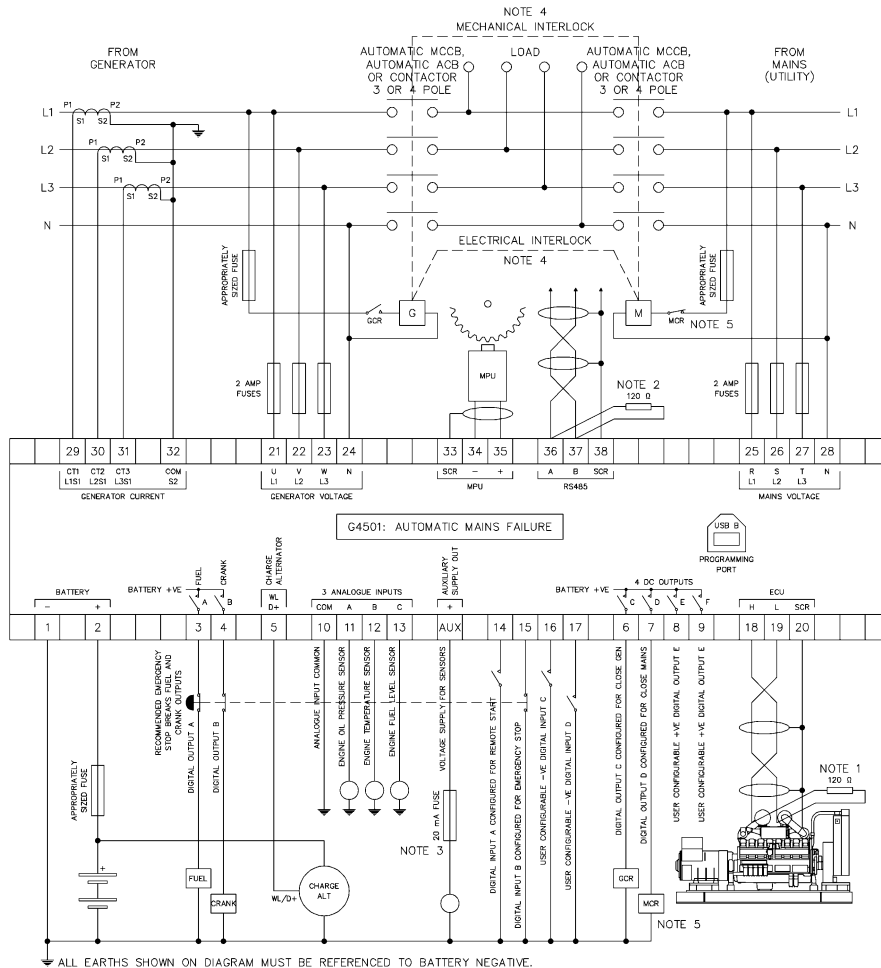 NOTE 4
MECHANICAL INTERLOCK
FROM
GENERATOR
AUTOMATIC MCCB,
AUTOMATIC ACB
OR CONTACTOR
3 OR 4 POLE
LOAD
AUTOMATIC MCCB,
AUTOMATIC ACB
OR CONTACTOR
3 OR 4 POLE
FROM
MAINS
(UTILITY)
L1
P1
P2
S1
S2
L1
L2
P1
P2
S1
S2
L2
L3
P1
P2
S1
S2
L3
N
N
ELECTRICAL INTERLOCK
NOTE 4
APPROPRIATELY
SIZED FUSE
APPROPRIATELY
SIZED FUSE
GCR
G
M
MCR
NOTE 5
MPU
2 AMP
FUSES
NOTE 2
120 Ω
2 AMP
FUSES
29 30 31 32 21 22 23 24 33 34 35 36 37 38 25 26 27 28
CT1 CT2 CT3 COM U V W N SCR − + A B SCR R S T N
L1S1 L2S1 L3S1 S2 L1 L2 L3 L1 L2 L3
GENERATOR CURRENT
GENERATOR VOLTAGE
MPU
RS485
MAINS VOLTAGE
G4501: AUTOMATIC MAINS FAILURE
USB B
PROGRAMMING
PORT
BATTERY
− +
BATTERY +VE
FUEL
CRANK
A B
CHARGE
ALTERNATOR
WL
D+
3 ANALOGUE INPUTS
COM A B C
AUXILIARY
SUPPLY OUT
+
BATTERY +VE
4 DC OUTPUTS
C D E F
ECU
H L SCR
1 2 3 4 5 10 11 12 13 AUX 14 15 16 17 6 7 8 9 18 19 20
RECOMMENDED EMERGENCY
STOP BREAKS FUEL AND
CRANK OUTPUTS
DIGITAL OUTPUT A
DIGITAL OUTPUT B
ANALOGUE INPUT COMMON
ENGINE OIL PRESSURE SENSOR
ENGINE TEMPERATURE SENSOR
ENGINE FUEL LEVEL SENSOR
VOLTAGE SUPPLY FOR SENSORS
DIGITAL INPUT A CONFIGURED FOR REMOTE START
DIGITAL INPUT B CONFIGURED FOR EMERGENCY STOP
USER CONFIGURABLE −VE DIGITAL INPUT C
USER CONFIGURABLE −VE DIGITAL INPUT D
DIGITAL OUTPUT C CONFIGURED FOR CLOSE GEN
DIGITAL OUTPUT D CONFIGURED FOR CLOSE MAINS
USER CONFIGURABLE +VE DIGITAL OUTPUT E
USER CONFIGURABLE +VE DIGITAL OUTPUT E
APPROPRIATELY
SIZED FUSE
20 mA FUSE
NOTE 3
NOTE 1
120 Ω
+
FUEL
CRANK
WL/D+
CHARGE
ALT
GCR
MCR
NOTE 5
ALL EARTHS SHOWN ON DIAGRAM MUST BE REFERENCED TO BATTERY NEGATIVE.